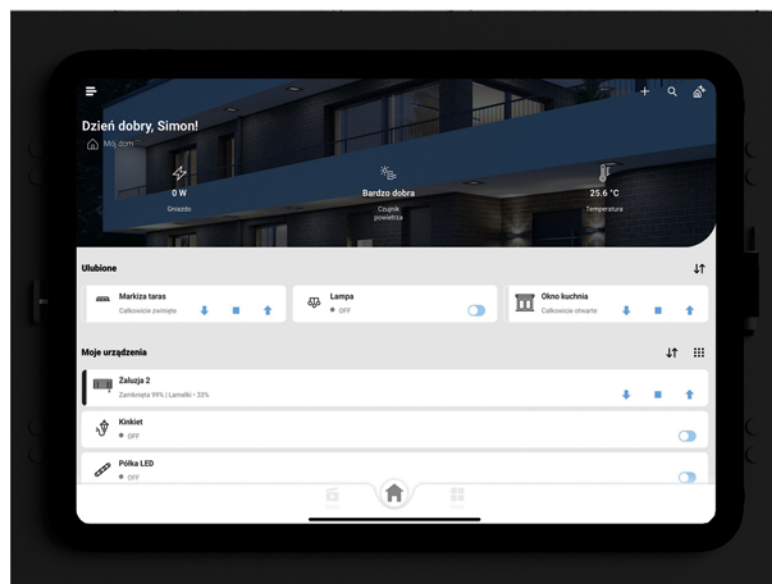 Dzień dobry, Simon!
Mój dom
0 W
Gniazdo
Bardzo dobra
Czujnik
powietrza
25.6 °C
Temperatura
Ulubione
Markiza taras
Całkowicie zwinięte
Lampa
OFF
Okno kuchnia
Całkowicie otwarte
Moje urządzenia
Żaluzja 2
Zamknięta 99% | Lamelki • 33%
Kinkiet
OFF
Półka LED
OFF